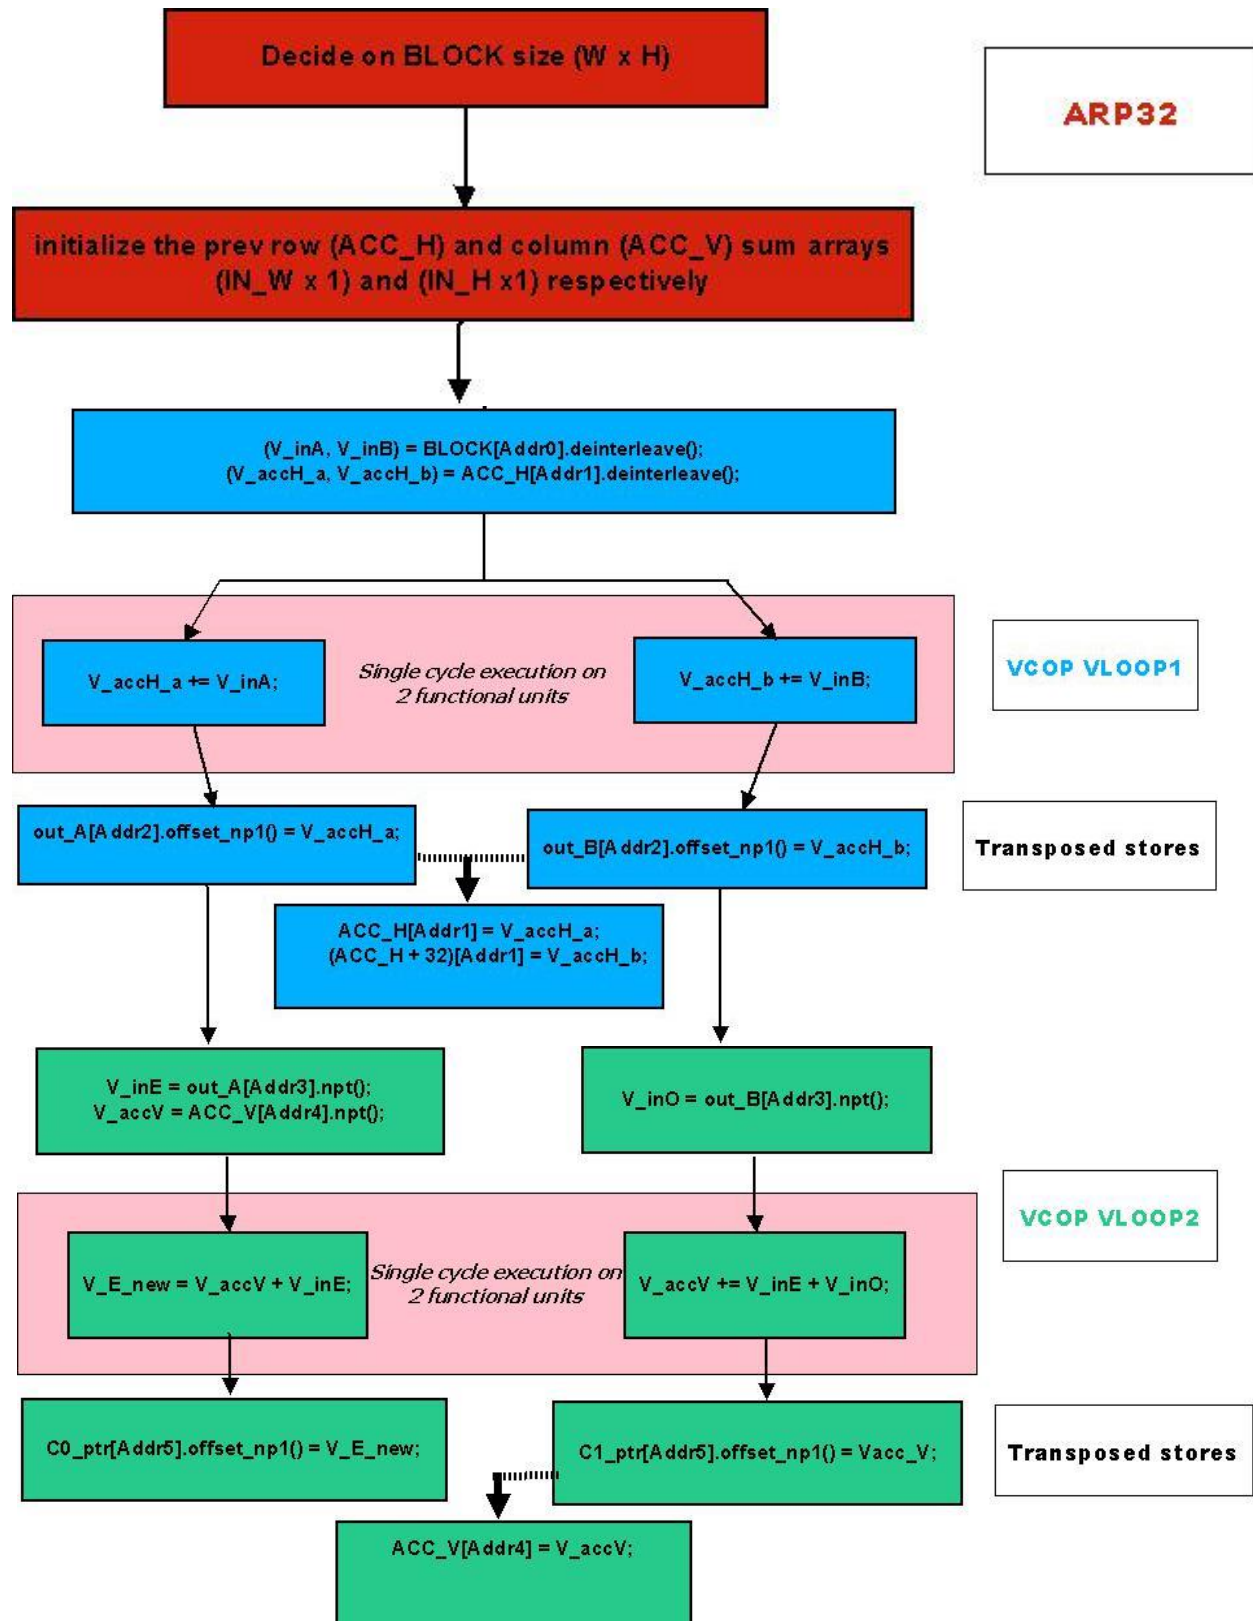 Decide on BLOCK size (W x H)
ARP32
initialize the prev row (ACC_H) and column (ACC_V) sum arrays
(IN_W x 1) and (IN_H x1) respectively
(V_inA, V_inB) = BLOCK[Addr0].deinterleave();
(V_accH_a, V_accH_b) = ACC_H[Addr1].deinterleave();
V_accH_a += V_inA;
Single cycle execution on
2 functional units
V_accH_b += V_inB;
VCOP VLOOP1
out_A[Addr2].offset_np1() = V_accH_a;
out_B[Addr2].offset_np1() = V_accH_b;
Transposed stores
ACC_H[Addr1] = V_accH_a;
(ACC_H + 32)[Addr1] = V_accH_b;
V_inE = out_A[Addr3].npt();
V_accV = ACC_V[Addr4].npt();
V_inO = out_B[Addr3].npt();
VCOP VLOOP2
V_E_new = V_accV + V_inE;
Single cycle execution on
2 functional units
V_accV += V_inE + V_inO;
C0_ptr[Addr5].offset_np1() = V_E_new;
C1_ptr[Addr5].offset_np1() = Vacc_V;
Transposed stores
ACC_V[Addr4] = V_accV;